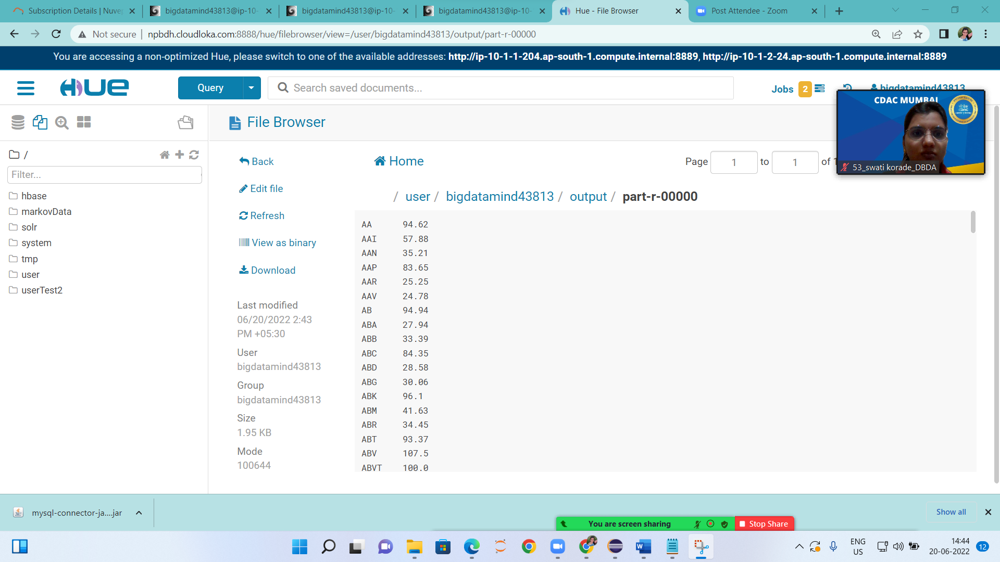 Subscription Details | Nuvep
bigdatamind43813@ip-10-
bigdatamind43813@ip-10-
bigdatamind43813@ip-10-
Hue - File Browser
Post Attendee - Zoom
Not secure
npbdh.cloudloka.com:8888/hue/filebrowser/view=/user/bigdatamind43813/output/part-r-00000
You are accessing a non-optimized Hue, please switch to one of the available addresses: http://ip-10-1-1-204.ap-south-1.compute.internal:8889, http://ip-10-1-2-24.ap-south-1.compute.internal:8889
HUE
Query
Search saved documents...
Jobs 2
bigdatamind43813
CDAC MUMBAI
CDAC
53_swati korade_DBDA
File Browser
/
Filter...
hbase
markovData
solr
system
tmp
user
userTest2
Back
Edit file
Refresh
View as binary
Download
Last modified
06/20/2022 2:43
PM +05:30
User
bigdatamind43813
Group
bigdatamind43813
Size
1.95 KB
Mode
100644
Home
Page 1 to 1 of 1
/ user / bigdatamind43813 / output / part-r-00000
AA 94.62
AAI 57.88
AAN 35.21
AAP 83.65
AAR 25.25
AAV 24.78
AB 94.94
ABA 27.94
ABB 33.39
ABC 84.35
ABD 28.58
ABG 30.06
ABK 96.1
ABM 41.63
ABR 34.45
ABT 93.37
ABV 107.5
ABVT 100.0
mysql-connector-ja....jar
Show all
You are screen sharing
Stop Share
ENG
US
14:44
20-06-2022
12